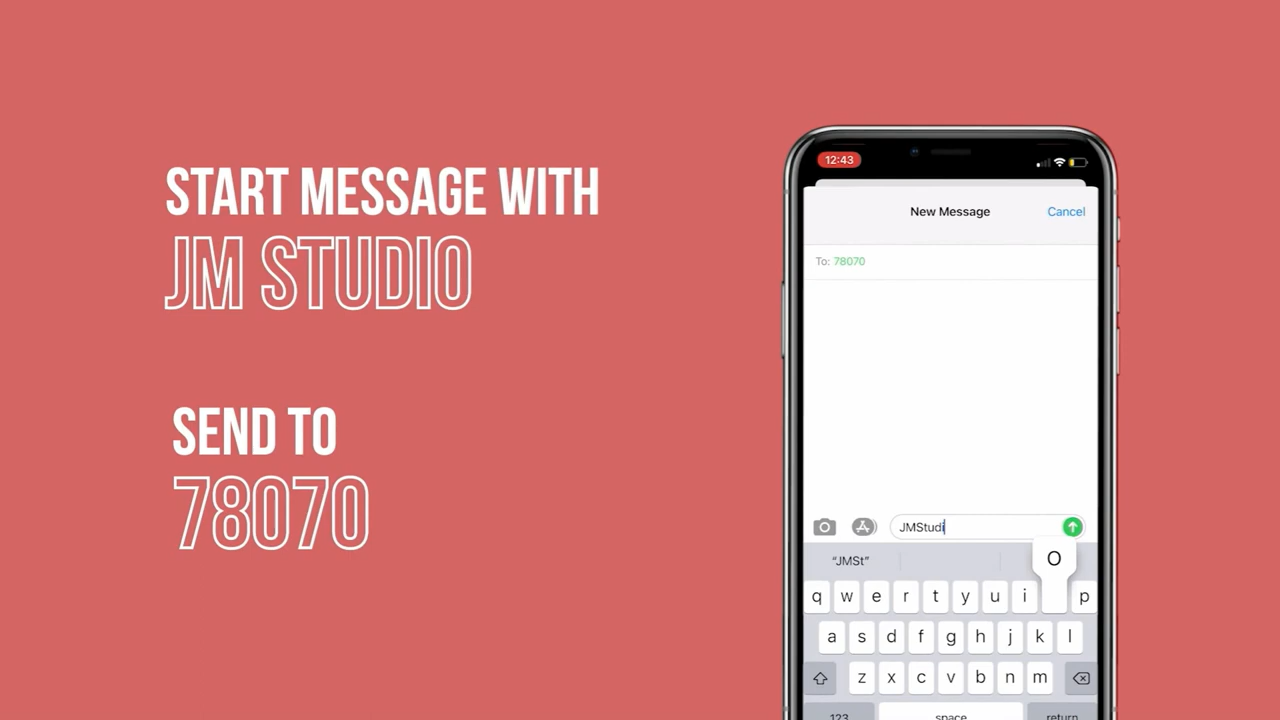 START MESSAGE WITH
JM STUDIO
SEND TO
78070
12:43
New Message
Cancel
To: 78070
JMStudi
"JMSt"
O
q w e r t y u i p
a s d f g h j k l
z x c v b n m
123 space return